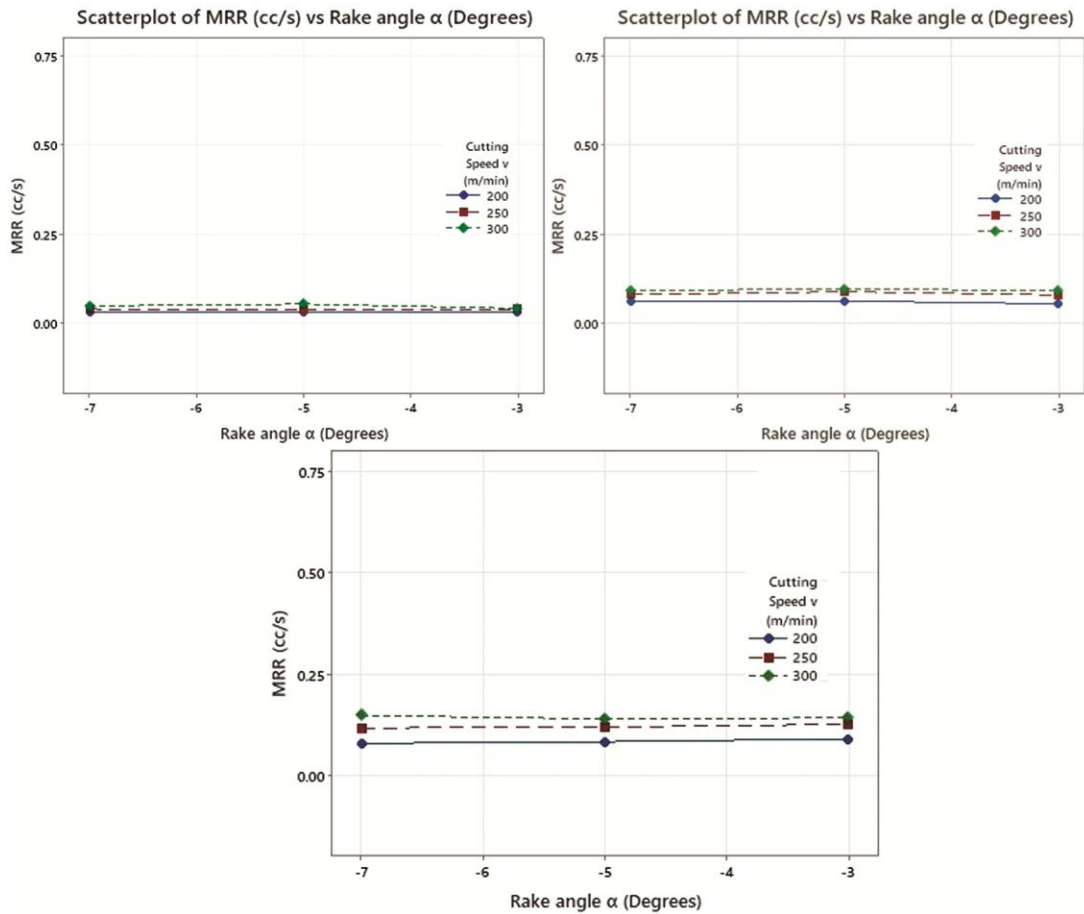 Scatterplot of MRR (cc/s) vs Rake angle α (Degrees)
0.75
0.50
0.25
0.00
MRR (cc/s)
Cutting
Speed v
(m/min)
200
250
300
-7
-6
-5
-4
-3
Rake angle α (Degrees)
Scatterplot of MRR (cc/s) vs Rake angle α (Degrees)
0.75
0.50
0.25
0.00
MRR (cc/s)
Cutting
Speed v
(m/min)
200
250
300
-7
-6
-5
-4
-3
Rake angle α (Degrees)
0.75
0.50
0.25
0.00
MRR (cc/s)
Cutting
Speed v
(m/min)
200
250
300
-7
-6
-5
-4
-3
Rake angle α (Degrees)